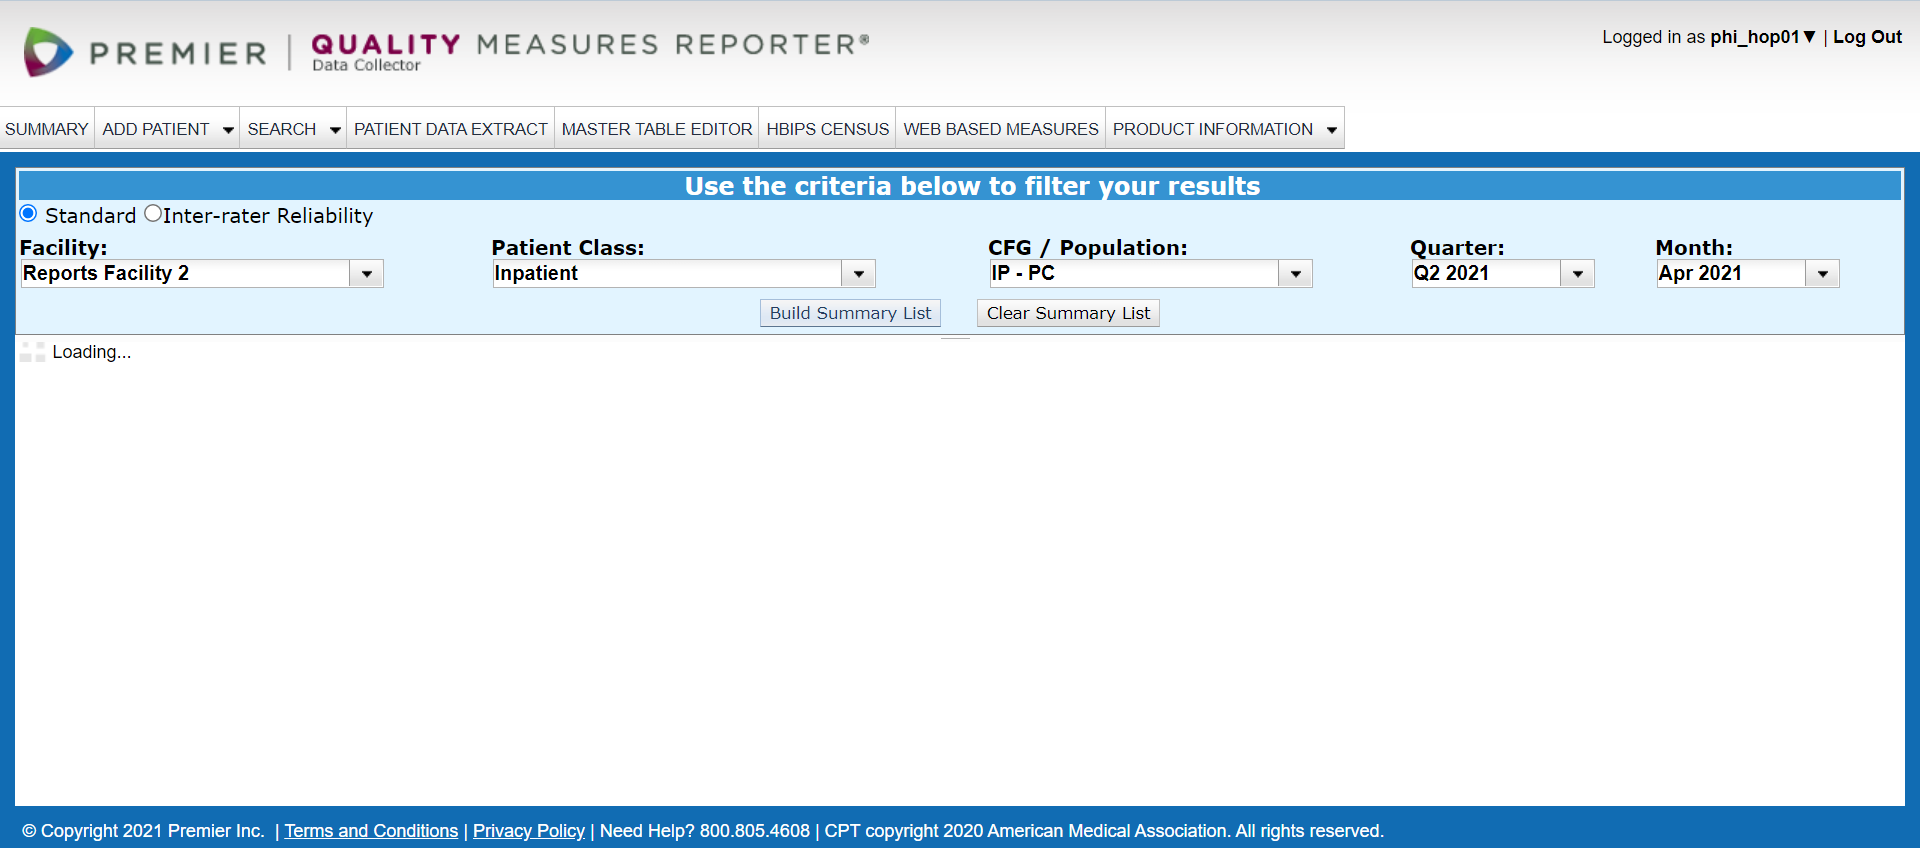 PREMIER | QUALITY MEASURES REPORTER®
Data Collector
Logged in as phi_hop01▼ | Log Out
SUMMARY ADD PATIENT SEARCH PATIENT DATA EXTRACT MASTER TABLE EDITOR HBIPS CENSUS WEB BASED MEASURES PRODUCT INFORMATION
Use the criteria below to filter your results
Standard Inter-rater Reliability
Facility: Patient Class: CFG / Population: Quarter: Month:
Reports Facility 2 Inpatient IP - PC Q2 2021 Apr 2021
Build Summary List Clear Summary List
Loading...
© Copyright 2021 Premier Inc. | Terms and Conditions | Privacy Policy | Need Help? 800.805.4608 | CPT copyright 2020 American Medical Association. All rights reserved.